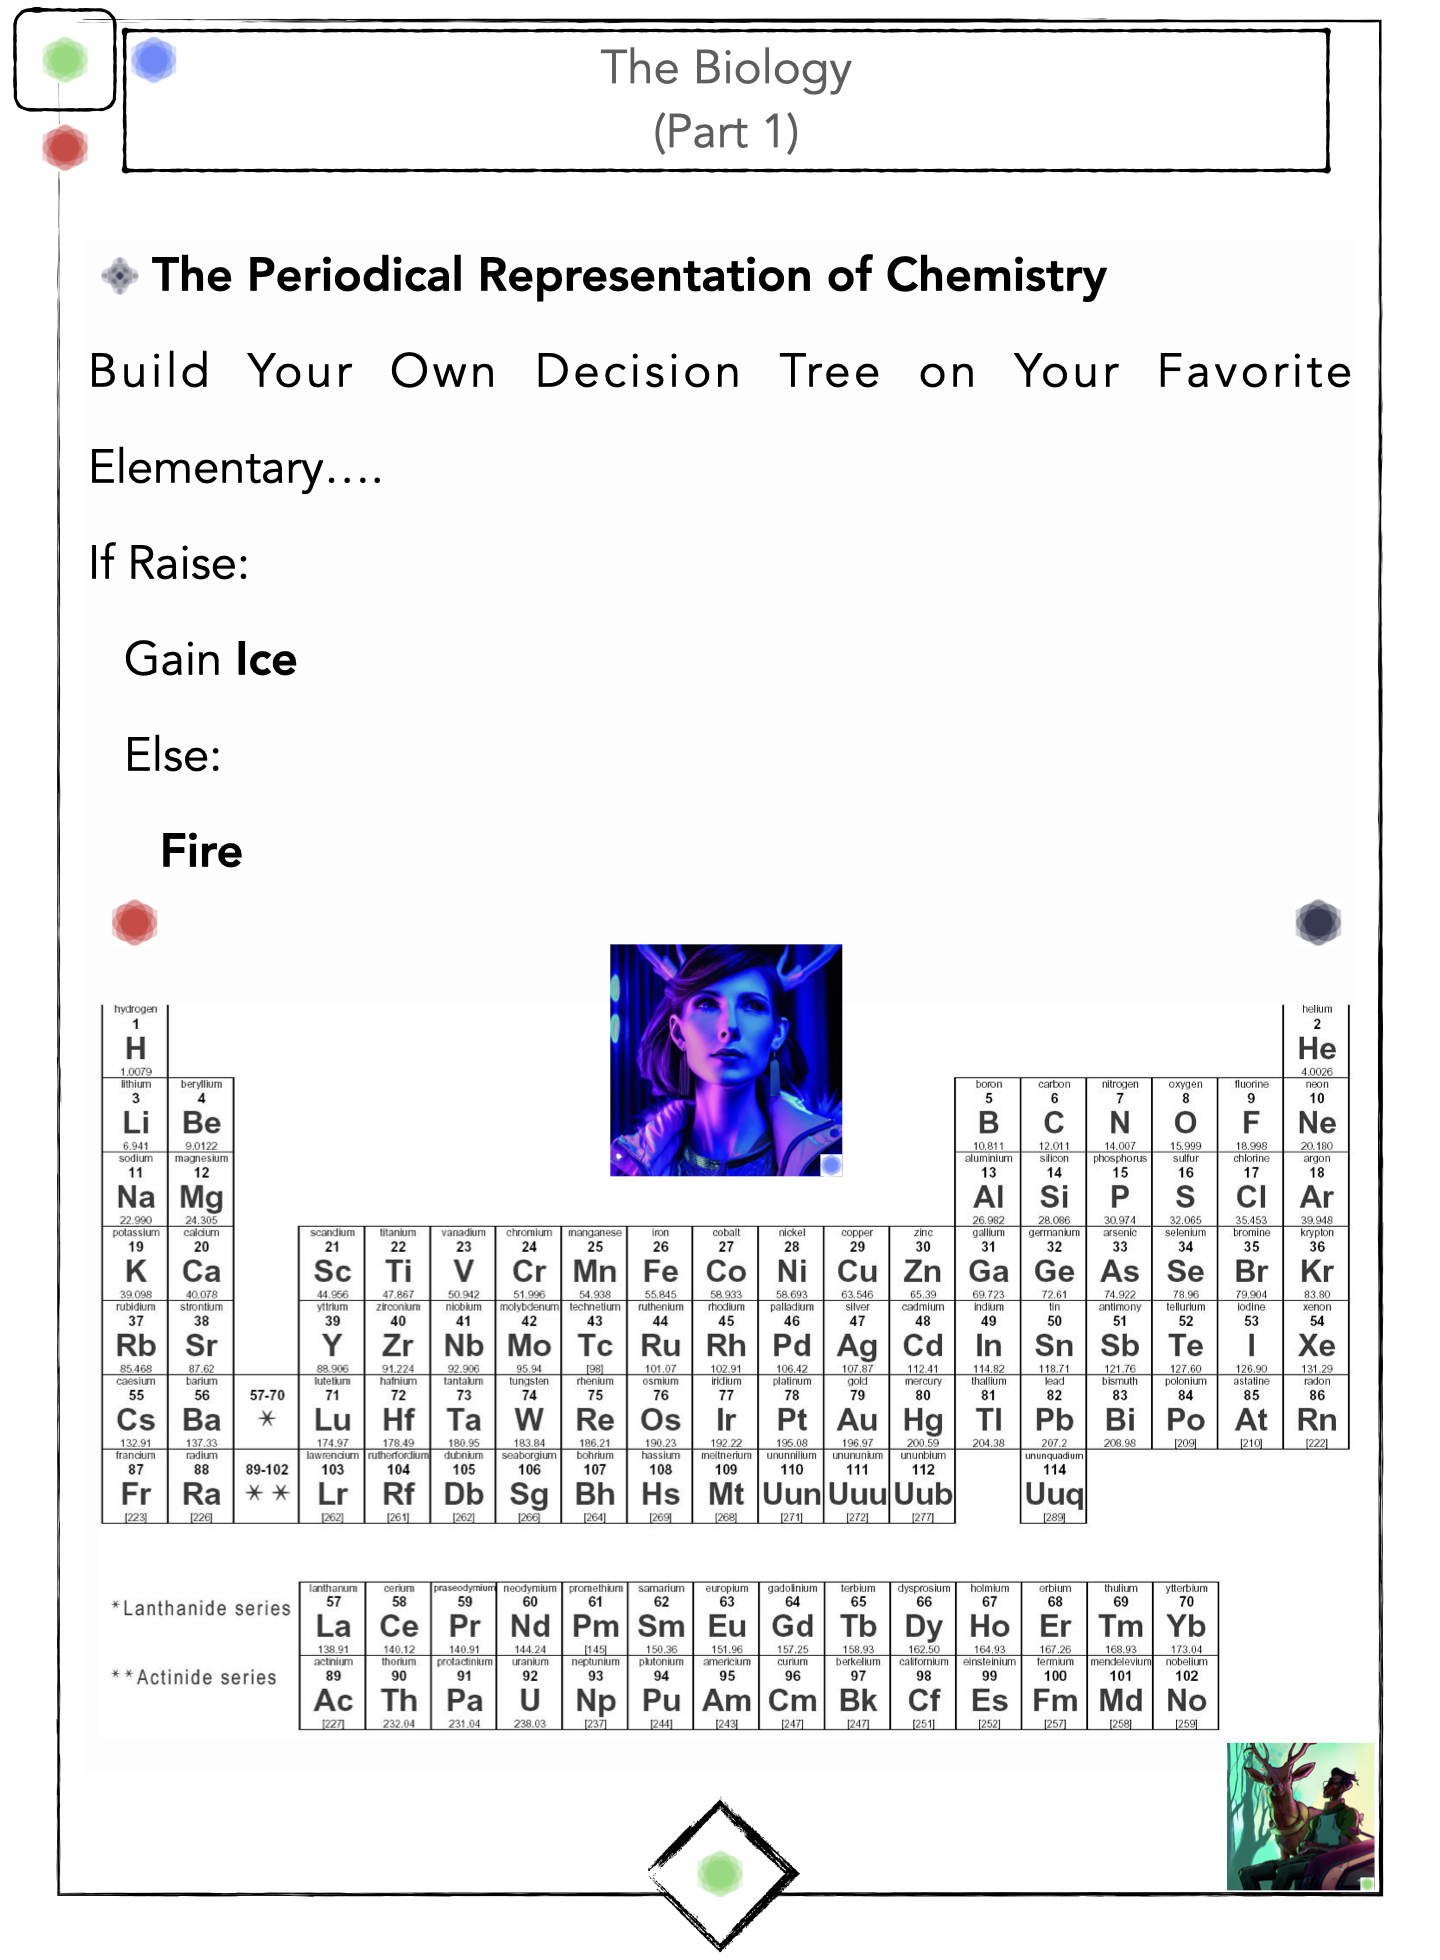 The Biology
(Part 1)
The Periodical Representation of Chemistry
Build Your Own Decision Tree on Your Favorite
Elementary....
If Raise:
Gain Ice
Else:
Fire
hydrogen helium
1 2
H He
1.0079 4.0026
lithium beryllium boron carbon nitrogen oxygen fluorine neon
3 4 5 6 7 8 9 10
Li Be B C N O F Ne
6.941 9.0122 10.811 12.011 14.007 15.999 18.998 20.180
sodium magnesium aluminium silicon phosphorus sulfur chlorine argon
11 12 13 14 15 16 17 18
Na Mg Al Si P S Cl Ar
22.990 24.305 26.982 28.086 30.974 32.065 35.453 39.948
potassium calcium scandium titanium vanadium chromium manganese iron cobalt nickel copper zinc gallium germanium arsenic selenium bromine krypton
19 20 21 22 23 24 25 26 27 28 29 30 31 32 33 34 35 36
K Ca Sc Ti V Cr Mn Fe Co Ni Cu Zn Ga Ge As Se Br Kr
39.098 40.078 44.956 47.867 50.942 51.996 54.938 55.845 58.933 58.693 63.546 65.39 69.723 72.61 74.922 78.96 79.904 83.80
rubidium strontium yttrium zirconium niobium molybdenum technetium ruthenium rhodium palladium silver cadmium indium tin antimony tellurium iodine xenon
37 38 39 40 41 42 43 44 45 46 47 48 49 50 51 52 53 54
Rb Sr Y Zr Nb Mo Tc Ru Rh Pd Ag Cd In Sn Sb Te I Xe
85.468 87.62 88.906 91.224 92.906 95.94 [98] 101.07 102.91 106.42 107.87 112.41 114.82 118.71 121.76 127.60 126.90 131.29
caesium barium lutetium hafnium tantalum tungsten rhenium osmium iridium platinum gold mercury thallium lead bismuth polonium astatine radon
55 56 57-70 71 72 73 74 75 76 77 78 79 80 81 82 83 84 85 86
Cs Ba * Lu Hf Ta W Re Os Ir Pt Au Hg Tl Pb Bi Po At Rn
132.91 137.33 174.97 178.49 180.95 183.84 186.21 190.23 192.22 195.08 196.97 200.59 204.38 207.2 208.98 [209] [210] [222]
francium radium lawrencium rutherfordium dubnium seaborgium bohrium hassium meitnerium ununnilium unununium ununbium ununquadium
87 88 89-102 103 104 105 106 107 108 109 110 111 112 114
Fr Ra * * Lr Rf Db Sg Bh Hs Mt Uun Uuu Uub Uuq
[223] [226] [262] [261] [262] [266] [264] [269] [268] [271] [272] [277] [289]
lanthanum cerium praseodymium neodymium promethium samarium europium gadolinium terbium dysprosium holmium erbium thulium ytterbium
*Lanthanide series 57 58 59 60 61 62 63 64 65 66 67 68 69 70
La Ce Pr Nd Pm Sm Eu Gd Tb Dy Ho Er Tm Yb
138.91 140.12 140.91 144.24 [145] 150.36 151.96 157.25 158.93 162.50 164.93 167.26 168.93 173.04
actinium thorium protactinium uranium neptunium plutonium americium curium berkelium californium einsteinium fermium mendelevium nobelium
**Actinide series 89 90 91 92 93 94 95 96 97 98 99 100 101 102
Ac Th Pa U Np Pu Am Cm Bk Cf Es Fm Md No
[227] 232.04 231.04 238.03 [237] [244] [243] [247] [247] [251] [252] [257] [258] [259]